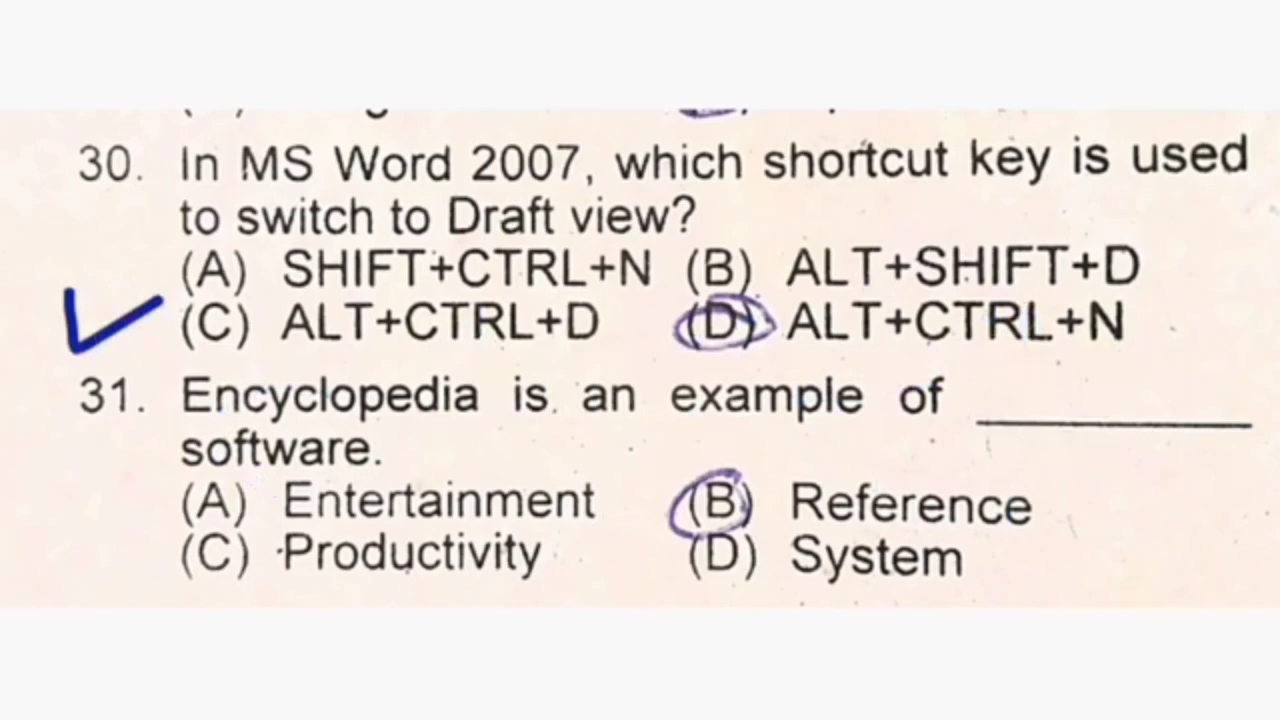 30. In MS Word 2007, which shortcut key is used
to switch to Draft view?
(A) SHIFT+CTRL+N (B) ALT+SHIFT+D
(C) ALT+CTRL+D (D) ALT+CTRL+N
31. Encyclopedia is an example of __________
software.
(A) Entertainment (B) Reference
(C) Productivity (D) System